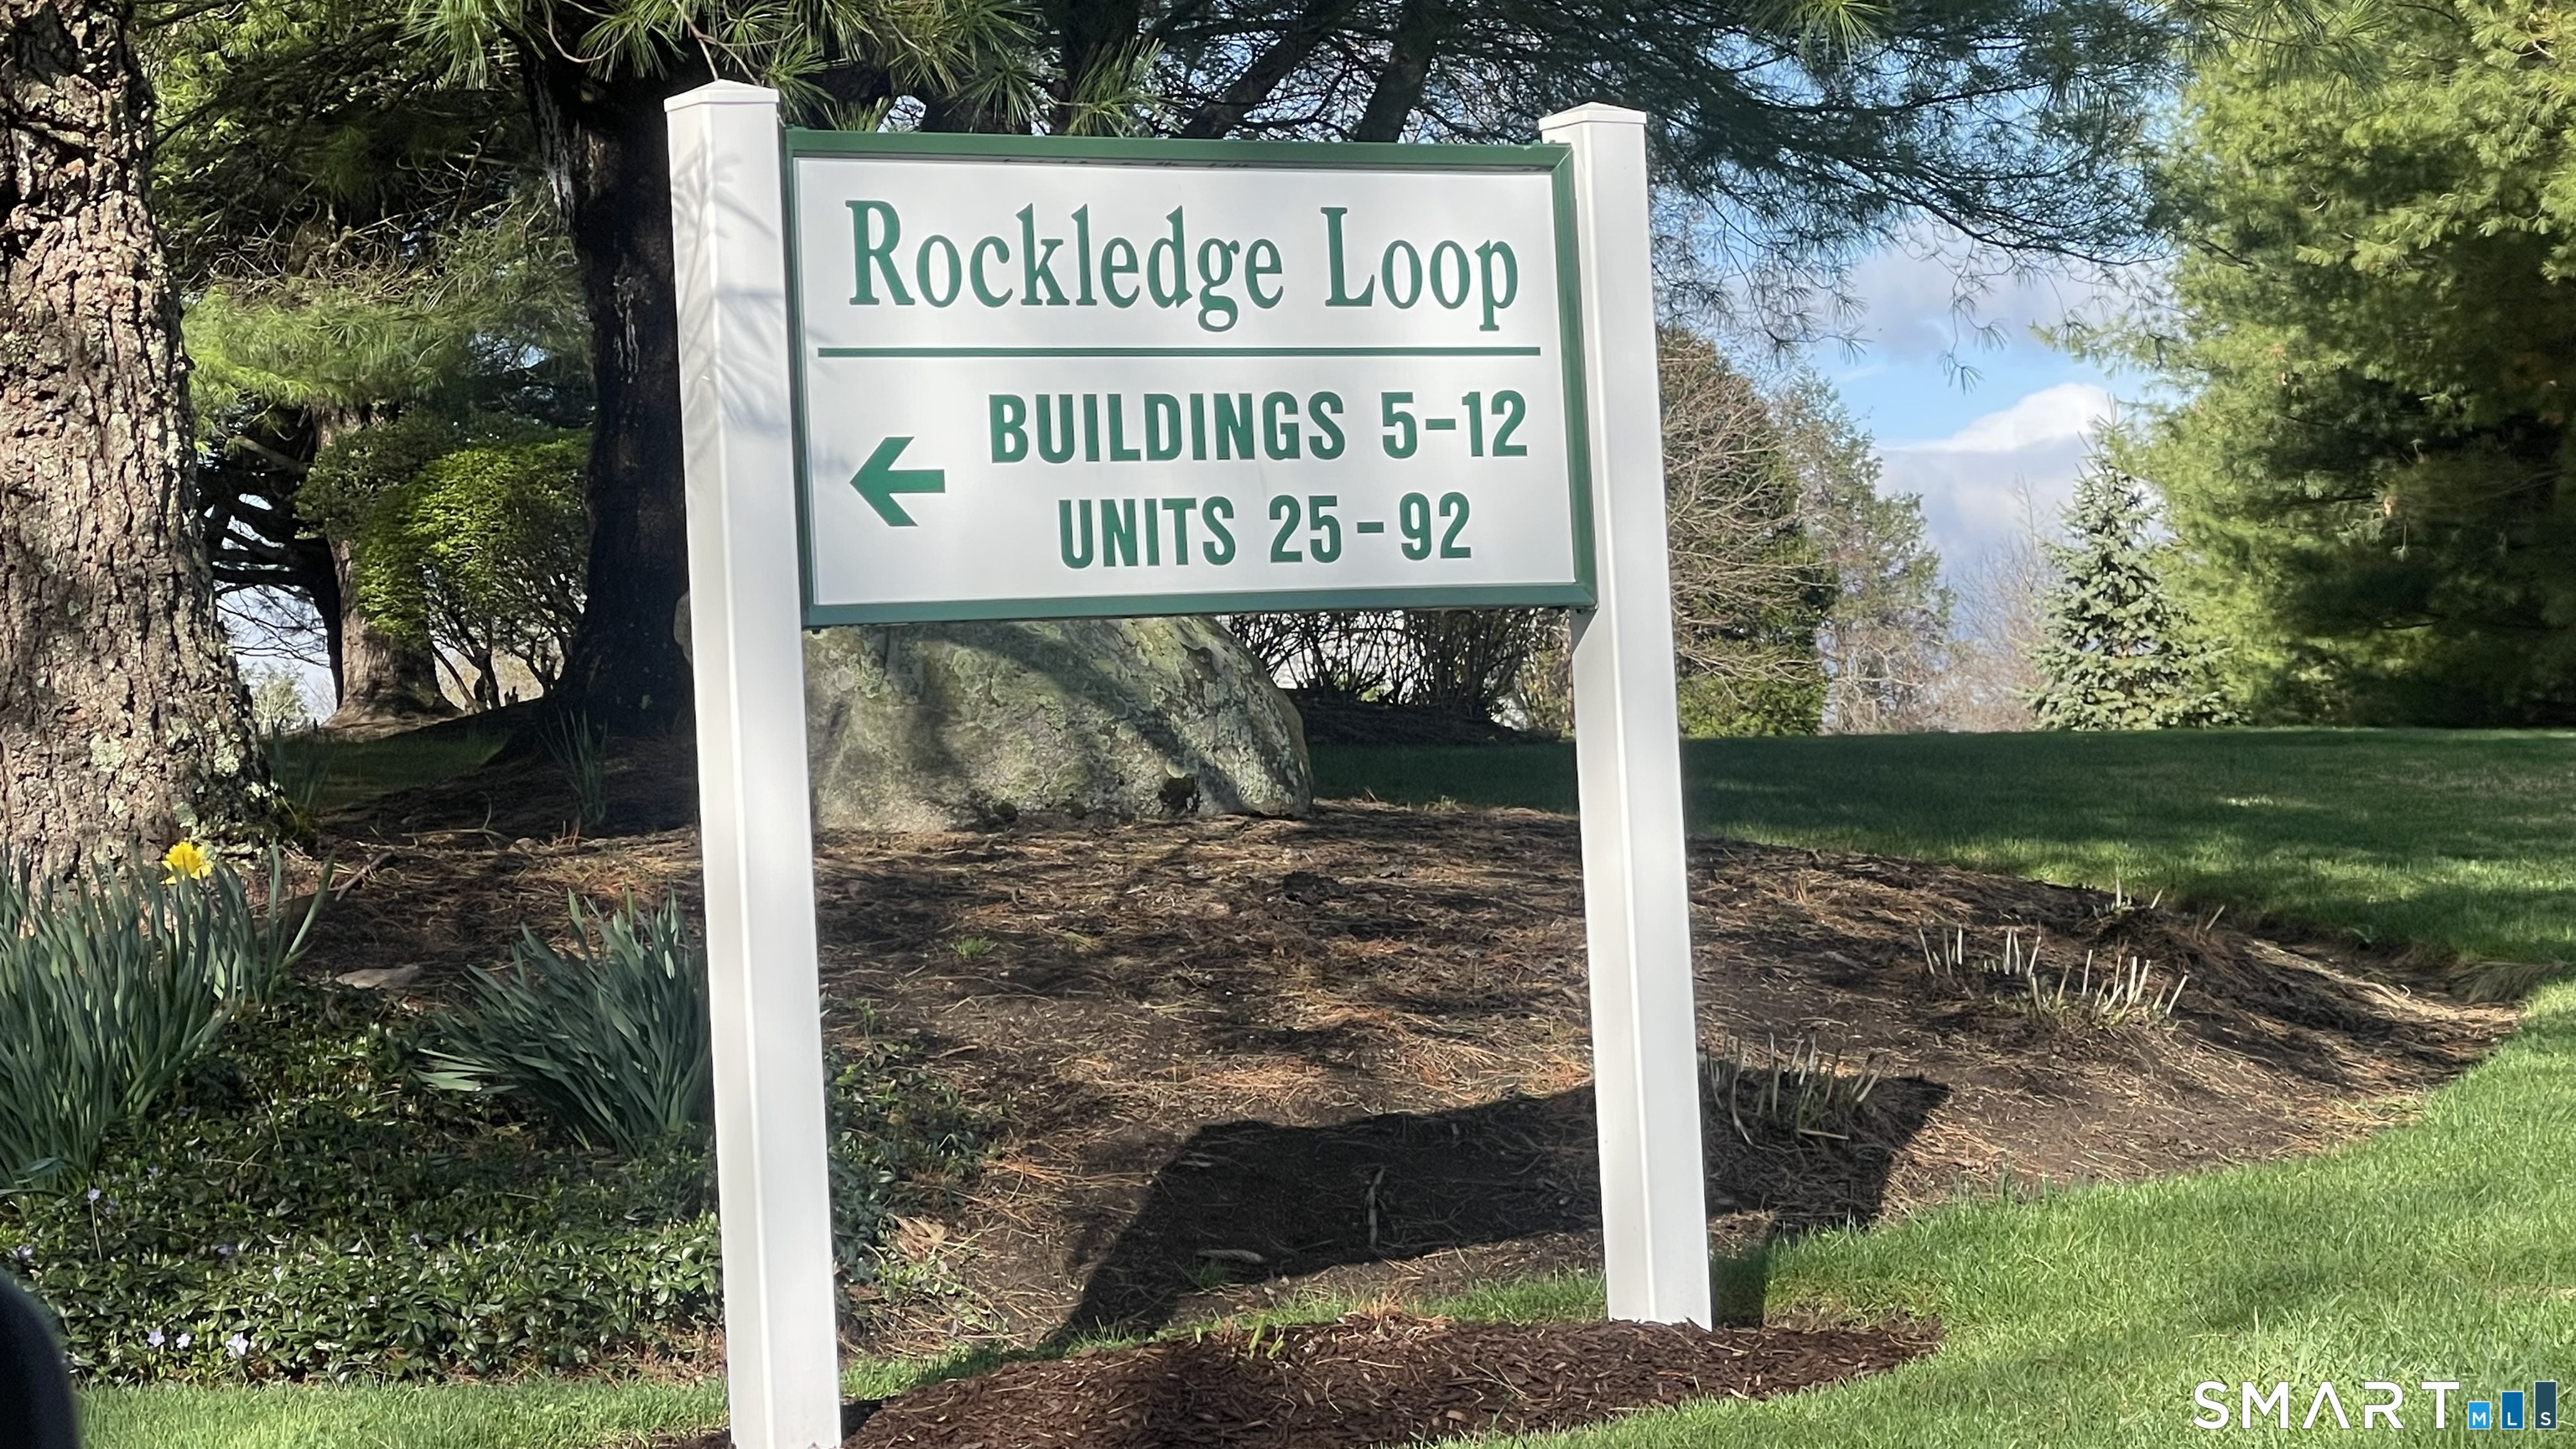 Rockledge Loop
BUILDINGS 5-12
UNITS 25-92
SMART MLS